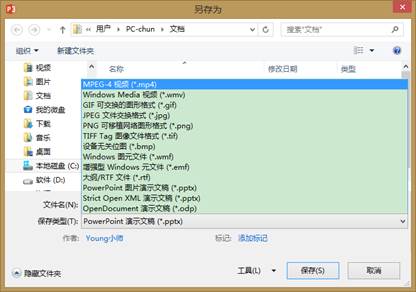 另存为
用户 PC-chun 文档
搜索"文档"
组织 新建文件夹
视频
图片
文档
我的微盘
下载
音乐
桌面
本地磁盘 (C:)
软件 (D:)
名称 修改日期 类型
MPEG-4 视频 (*.mp4)
Windows Media 视频 (*.wmv)
GIF 可交换的图形格式 (*.gif)
JPEG 文件交换格式 (*.jpg)
PNG 可移植网络图形格式 (*.png)
TIFF Tag 图像文件格式 (*.tif)
设备无关位图 (*.bmp)
Windows 图元文件 (*.wmf)
增强型 Windows 元文件 (*.emf)
大纲/RTF 文件 (*.rtf)
PowerPoint 图片演示文稿 (*.pptx)
Strict Open XML 演示文稿 (*.pptx)
OpenDocument 演示文稿 (*.odp)
文件名(N):
保存类型(T): PowerPoint 演示文稿 (*.pptx)
作者: Young小师 标记: 添加标记
隐藏文件夹 工具(L) 保存(S) 取消